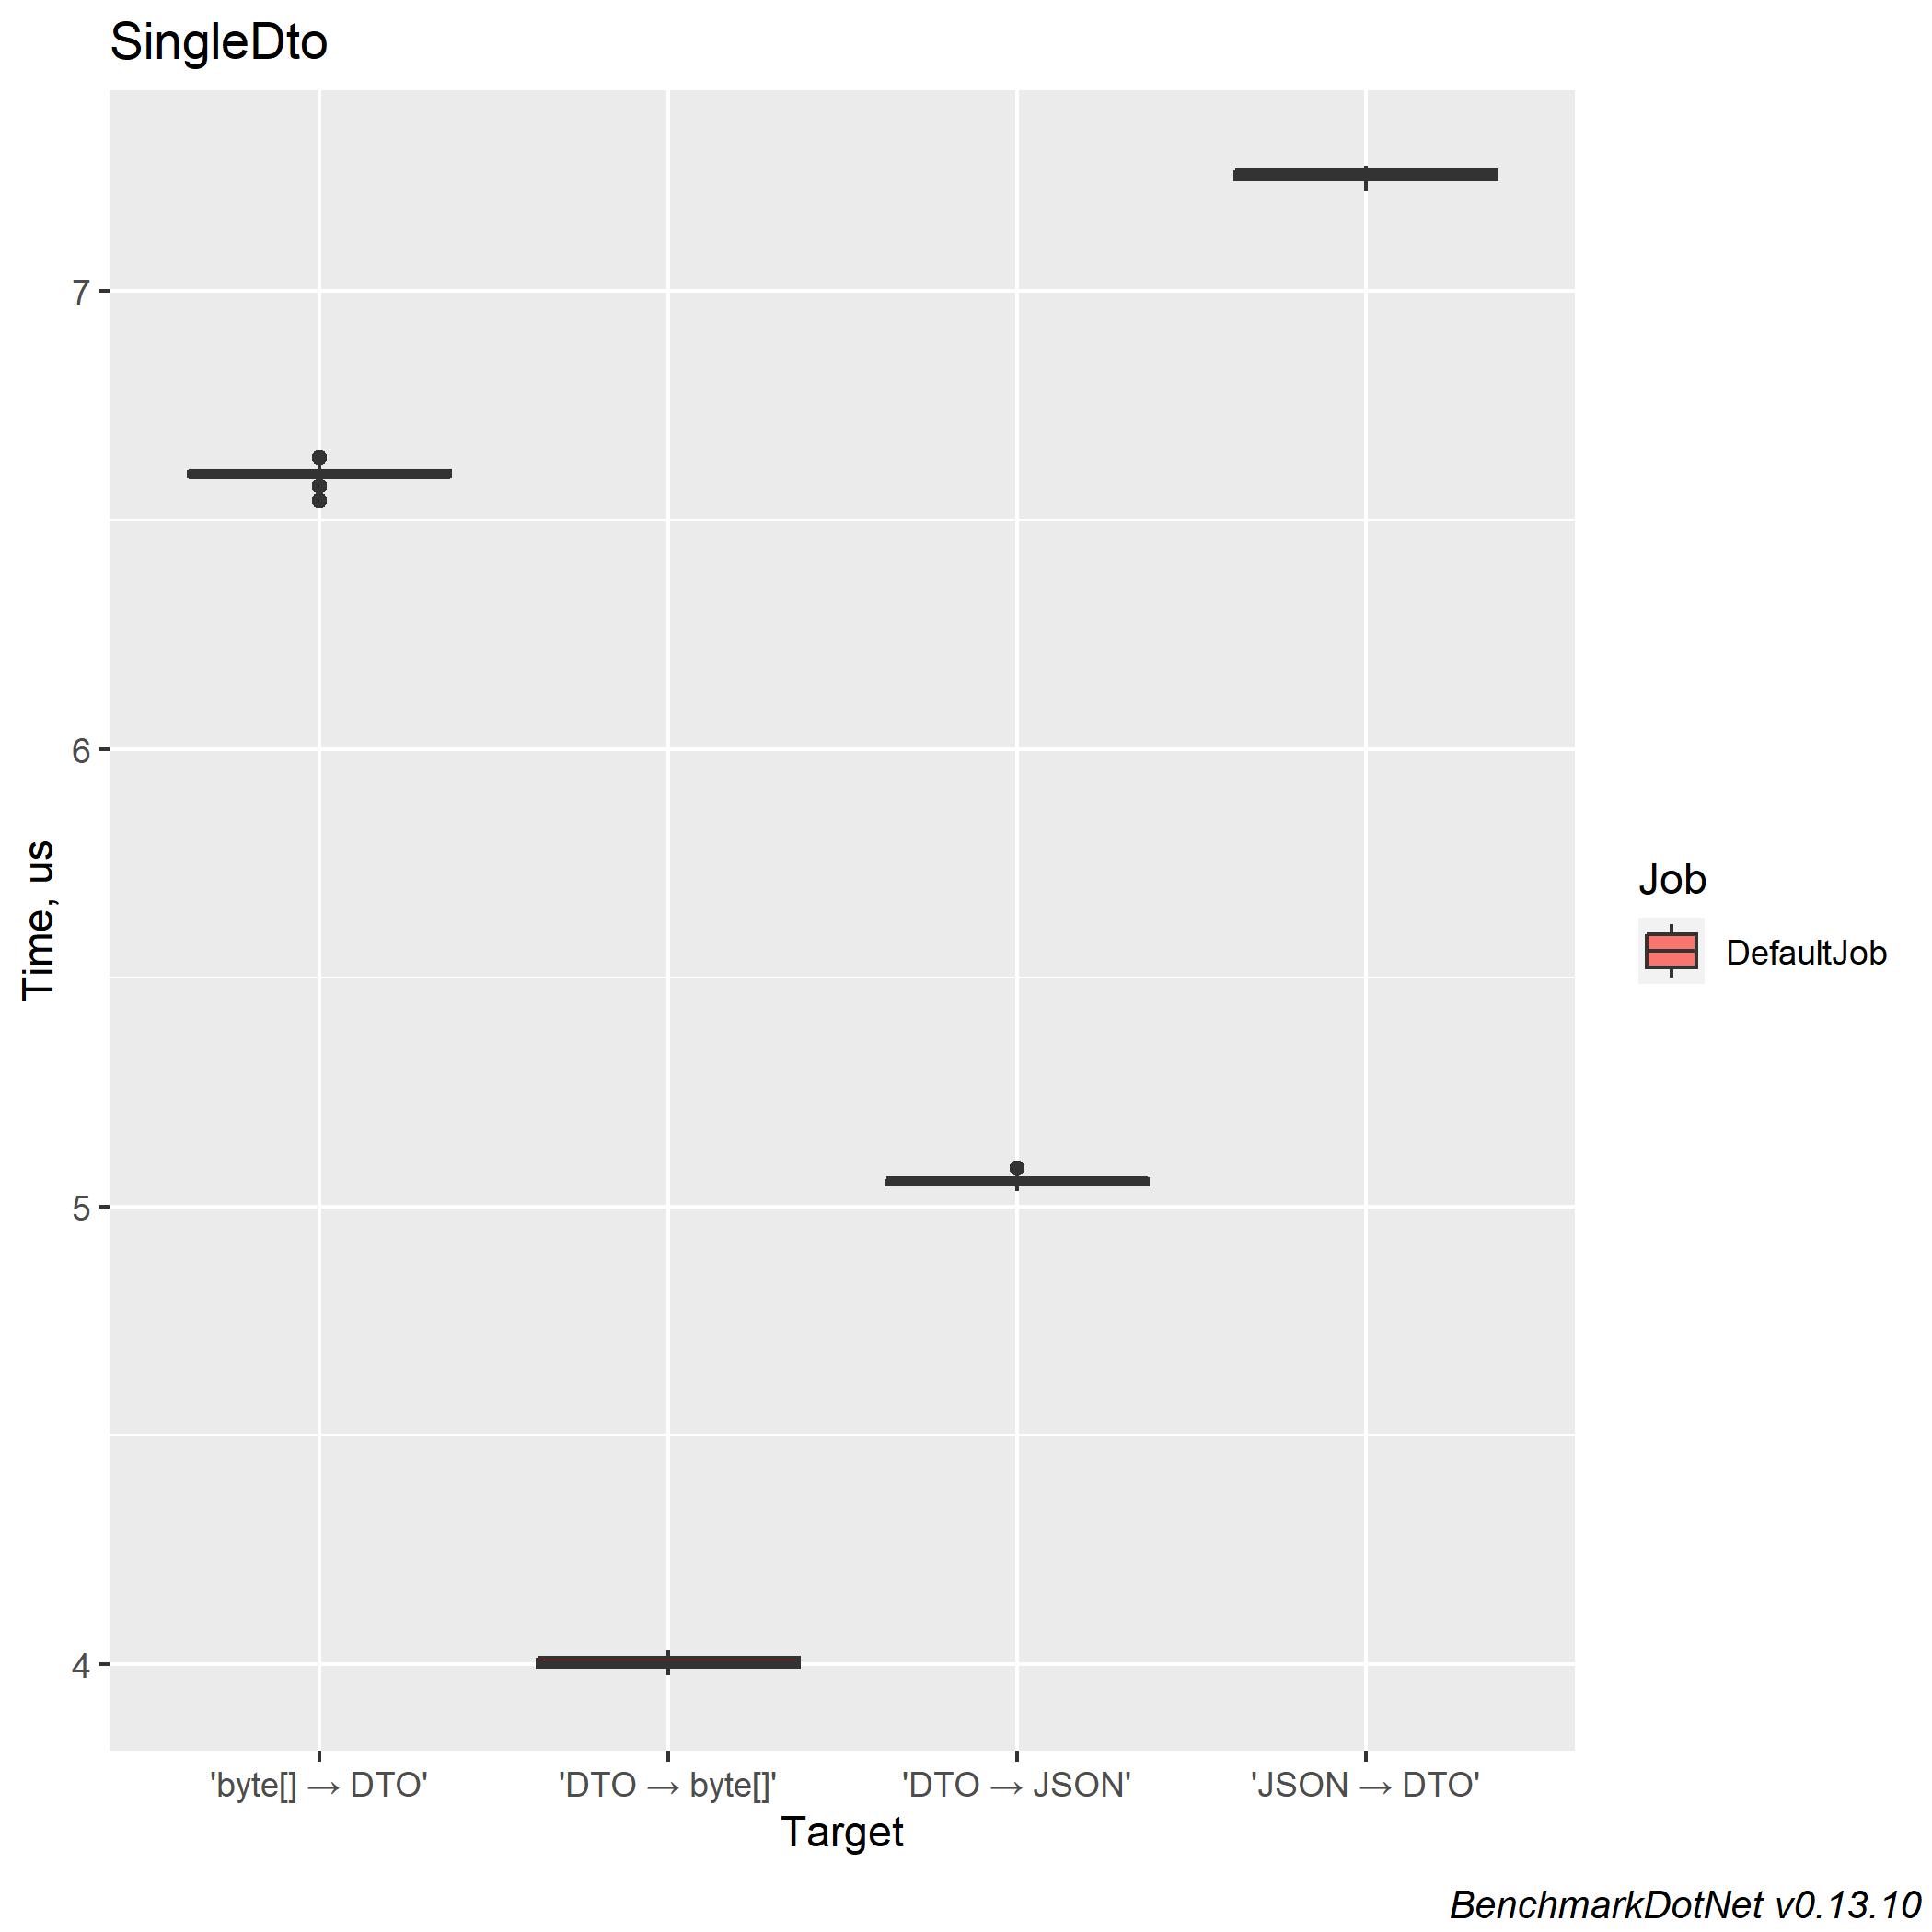 SingleDto
Time, us
7
6
5
4
'byte[] → DTO'
'DTO → byte[]'
'DTO → JSON'
'JSON → DTO'
Target
Job
DefaultJob
BenchmarkDotNet v0.13.10